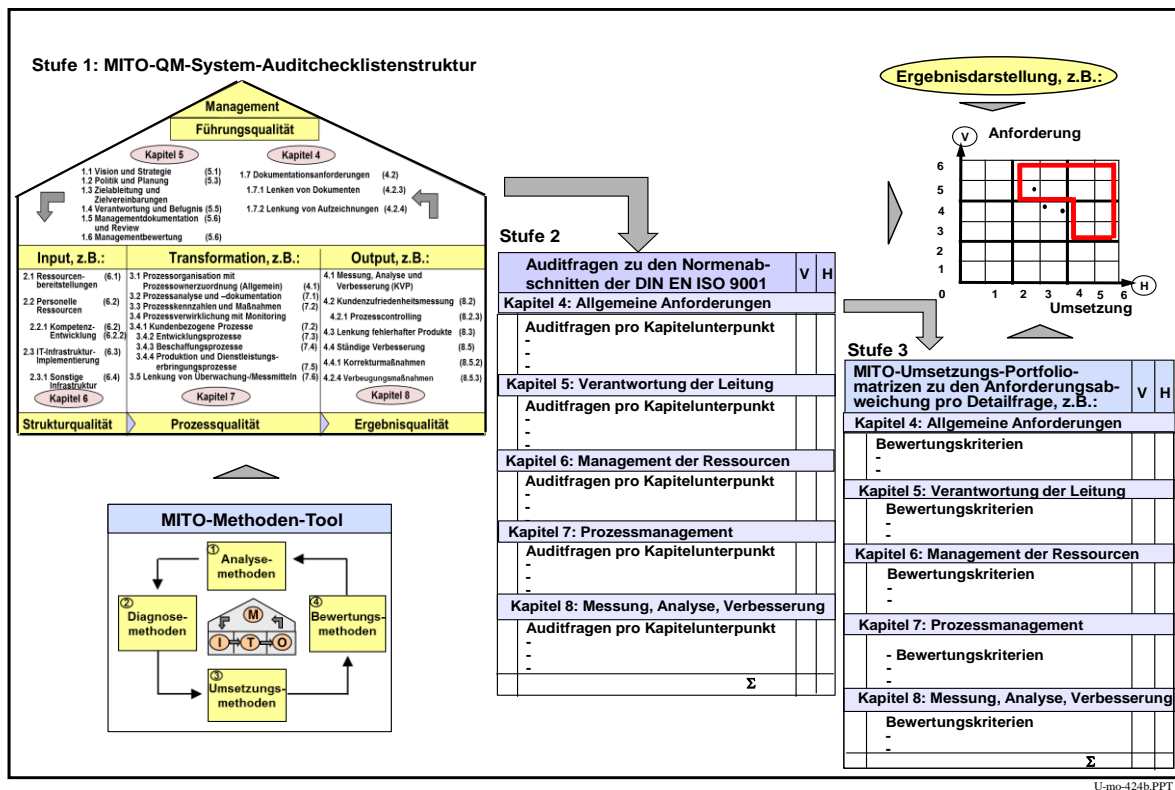 Stufe 1: MITO-QM-System-Auditchecklistenstruktur
Management
Führungsqualität
Kapitel 5
1.1 Vision und Strategie (5.1)
1.2 Politik und Planung (5.3)
1.3 Zielableitung und
Zielvereinbarungen
1.4 Verantwortung und Befugnis (5.5)
1.5 Managementdokumentation (5.6)
und Review
1.6 Managementbewertung (5.6)
Kapitel 4
1.7 Dokumentationsanforderungen (4.2)
1.7.1 Lenken von Dokumenten (4.2.3)
1.7.2 Lenkung von Aufzeichnungen (4.2.4)
Input, z.B.:
2.1 Ressourcen- (6.1)
bereitstellungen
2.2 Personelle (6.2)
Ressourcen
2.2.1 Kompetenz- (6.2)
Entwicklung (6.2.2)
2.3 IT-Infrastruktur- (6.3)
Implementierung
2.3.1 Sonstige (6.4)
Infrastruktur
Kapitel 6
Strukturqualität
Transformation, z.B.:
3.1 Prozessorganisation mit
Prozessownerzuordnung (Allgemein) (4.1)
3.2 Prozessanalyse und –dokumentation (7.1)
3.3 Prozesskennzahlen und Maßnahmen (7.2)
3.4 Prozessverwirklichung mit Monitoring
3.4.1 Kundenbezogene Prozesse (7.2)
3.4.2 Entwicklungsprozesse (7.3)
3.4.3 Beschaffungsprozesse (7.4)
3.4.4 Produktion und Dienstleistungs-
erbringungsprozesse (7.5)
3.5 Lenkung von Überwachung-/Messmitteln (7.6)
Kapitel 7
Prozessqualität
Output, z.B.:
4.1 Messung, Analyse und
Verbesserung (KVP)
4.2 Kundenzufriedenheitsmessung (8.2)
4.2.1 Prozesscontrolling (8.2.3)
4.3 Lenkung fehlerhafter Produkte (8.3)
4.4 Ständige Verbesserung (8.5)
4.4.1 Korrekturmaßnahmen (8.5.2)
4.2.4 Verbeugungsmaßnahmen (8.5.3)
Kapitel 8
Ergebnisqualität
MITO-Methoden-Tool
1
Analyse-
methoden
2
Diagnose-
methoden
M
I T O
4
Bewertungs-
methoden
3
Umsetzungs-
methoden
Stufe 2
Auditfragen zu den Normenab-
schnitten der DIN EN ISO 9001
V H
Kapitel 4: Allgemeine Anforderungen
Auditfragen pro Kapitelunterpunkt
-
-
-
Kapitel 5: Verantwortung der Leitung
Auditfragen pro Kapitelunterpunkt
-
-
-
Kapitel 6: Management der Ressourcen
Auditfragen pro Kapitelunterpunkt
-
-
-
Kapitel 7: Prozessmanagement
Auditfragen pro Kapitelunterpunkt
-
-
-
Kapitel 8: Messung, Analyse, Verbesserung
Auditfragen pro Kapitelunterpunkt
-
-
-
Σ
Ergebnisdarstellung, z.B.:
V
Anforderung
6
5
4
3
2
1
0 1 2 3 4 5 6
H
Umsetzung
Stufe 3
MITO-Umsetzungs-Portfolio-
matrizen zu den Anforderungsab-
weichung pro Detailfrage, z.B.:
V H
Kapitel 4: Allgemeine Anforderungen
Bewertungskriterien
-
-
Kapitel 5: Verantwortung der Leitung
Bewertungskriterien
-
-
Kapitel 6: Management der Ressourcen
Bewertungskriterien
-
-
Kapitel 7: Prozessmanagement
- Bewertungskriterien
-
-
Kapitel 8: Messung, Analyse, Verbesserung
Bewertungskriterien
-
-
Σ
U-mo-424b.PPT